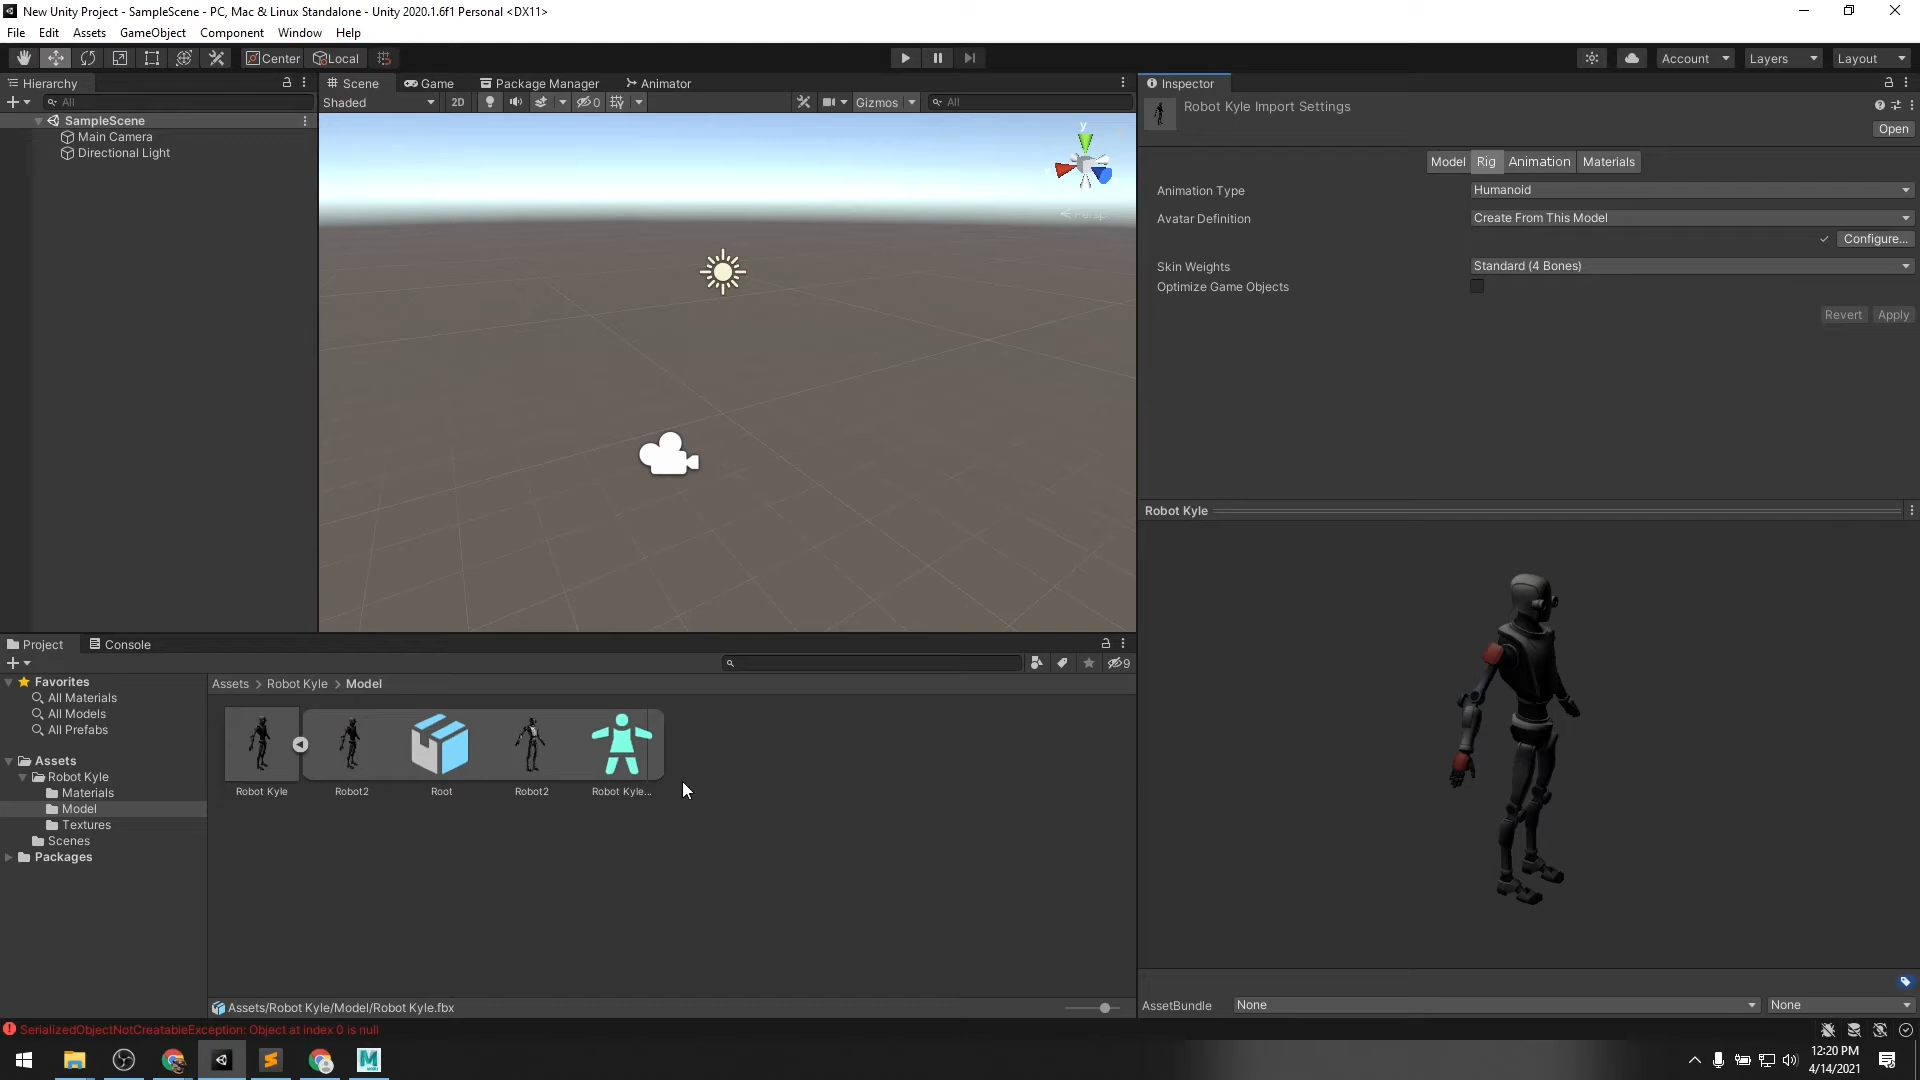 New Unity Project - SampleScene - PC, Mac & Linux Standalone - Unity 2020.1.6f1 Personal <DX11>
File Edit Assets GameObject Component Window Help
Center Local Account Layers Layout
Hierarchy
All
SampleScene
Main Camera
Directional Light
Scene Game Package Manager Animator
Shaded 2D 0 Gizmos All
y
Persp
Inspector
Robot Kyle Import Settings
Open
Model Rig Animation Materials
Animation Type Humanoid
Avatar Definition Create From This Model
Configure...
Skin Weights Standard (4 Bones)
Optimize Game Objects
Revert Apply
Robot Kyle
AssetBundle None None
Project Console
9
Favorites
All Materials
All Models
All Prefabs
Assets
Robot Kyle
Materials
Model
Textures
Scenes
Packages
Assets > Robot Kyle > Model
Robot Kyle Robot2 Root Robot2 Robot Kyle...
Assets/Robot Kyle/Model/Robot Kyle.fbx
SerializedObjectNotCreatableException: Object at index 0 is null
12:20 PM
4/14/2021